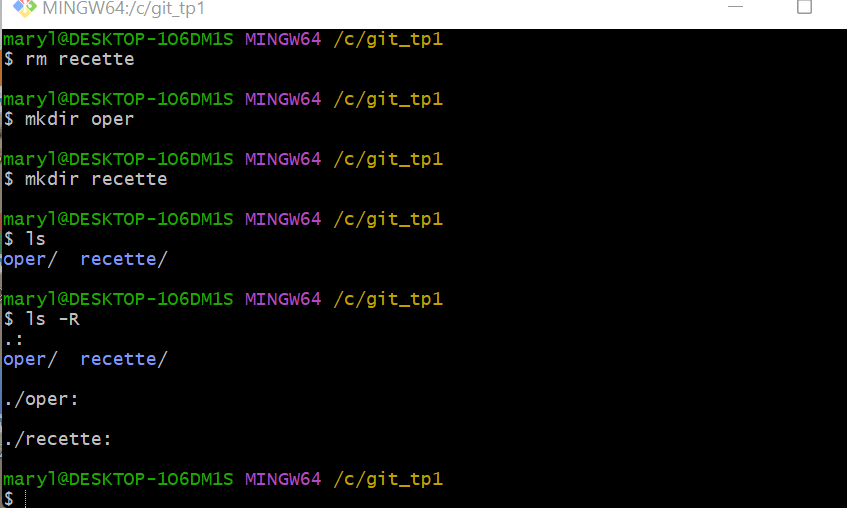 MINGW64:/c/git_tp1
maryl@DESKTOP-1O6DM1S MINGW64 /c/git_tp1
$ rm recette
maryl@DESKTOP-1O6DM1S MINGW64 /c/git_tp1
$ mkdir oper
maryl@DESKTOP-1O6DM1S MINGW64 /c/git_tp1
$ mkdir recette
maryl@DESKTOP-1O6DM1S MINGW64 /c/git_tp1
$ ls
oper/  recette/
maryl@DESKTOP-1O6DM1S MINGW64 /c/git_tp1
$ ls -R
.:
oper/  recette/
./oper:
./recette:
maryl@DESKTOP-1O6DM1S MINGW64 /c/git_tp1
$